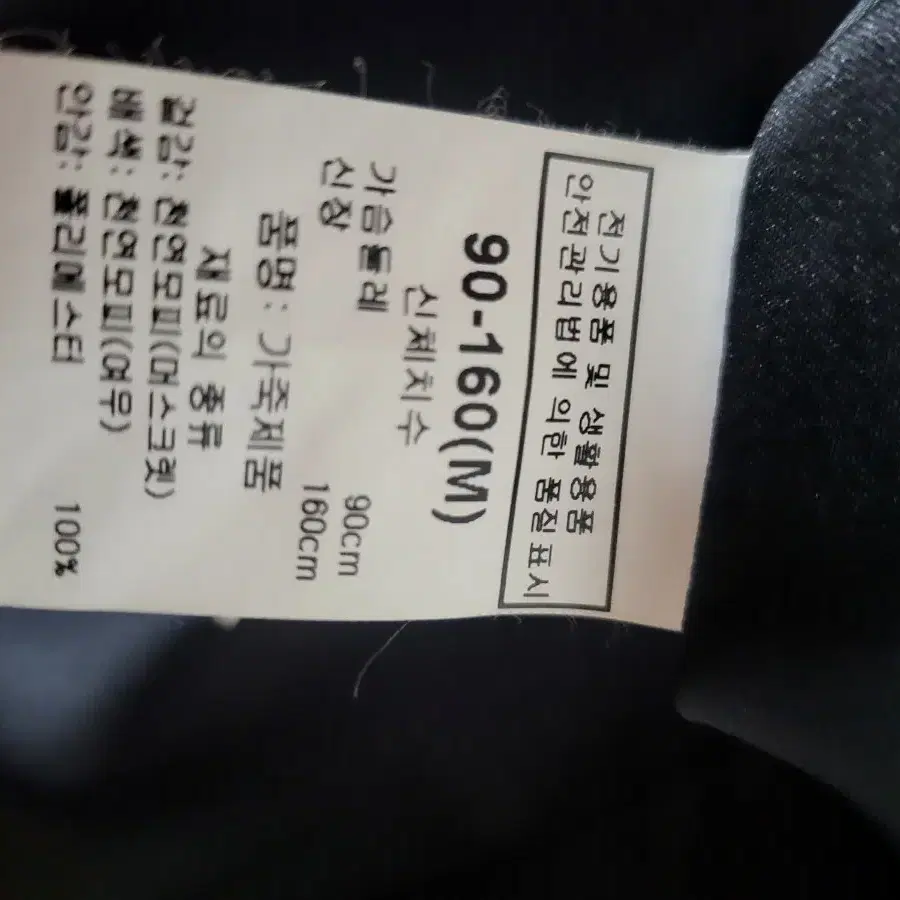 전기용품 및 생활용품
안전관리법에 의한 품질표시
90-160(M)
신체치수
가슴둘레 90cm
신장 160cm
품명: 가죽제품
재료의 종류
겉감: 천연모피(머스크렛)
배색: 천연모피(여우)
안감: 폴리에스터 100%